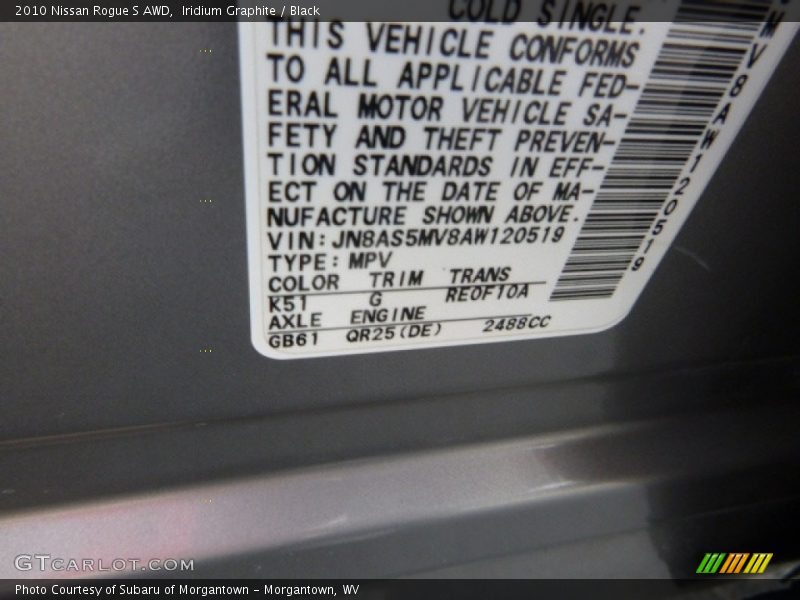 2010 Nissan Rogue S AWD, Iridium Graphite / Black
COLD SINGLE.
THIS VEHICLE CONFORMS
TO ALL APPLICABLE FED-
ERAL MOTOR VEHICLE SA-
FETY AND THEFT PREVEN-
TION STANDARDS IN EFF-
ECT ON THE DATE OF MA-
NUFACTURE SHOWN ABOVE.
VIN:JN8AS5MV8AW120519
TYPE:MPV
COLOR TRIM TRANS
K51 G RE0F10A
AXLE ENGINE
GB61 QR25(DE) 2488CC
MV8AW120519
GTCARLOT.COM
Photo Courtesy of Subaru of Morgantown - Morgantown, WV